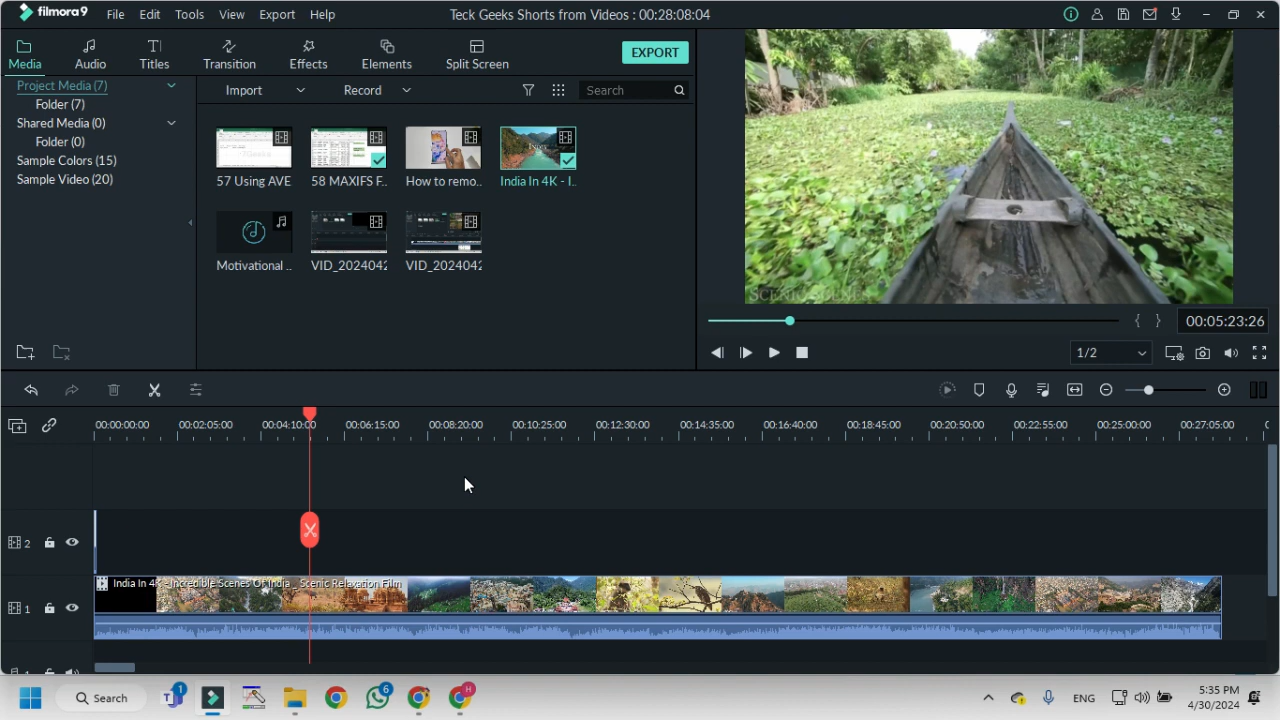 filmora9 File Edit Tools View Export Help Teck Geeks Shorts from Videos : 00:28:08:04
Media Audio Titles Transition Effects Elements Split Screen EXPORT
Project Media (7) Import Record Search
Folder (7)
Shared Media (0)
Folder (0)
Sample Colors (15)
Sample Video (20)
57 Using AVE 58 MAXIFS F.. How to remo.. India In 4K - I..
Motivational .. VID_2024042 VID_2024042
SCENIC SCENES
00:05:23:26
1/2
00:00:00:00 00:02:05:00 00:04:10:00 00:06:15:00 00:08:20:00 00:10:25:00 00:12:30:00 00:14:35:00 00:16:40:00 00:18:45:00 00:20:50:00 00:22:55:00 00:25:00:00 00:27:05:00
2
India In 4K - Incredible Scenes Of India _ Scenic Relaxation Film
1
Search 1 6 H ENG 5:35 PM
4/30/2024